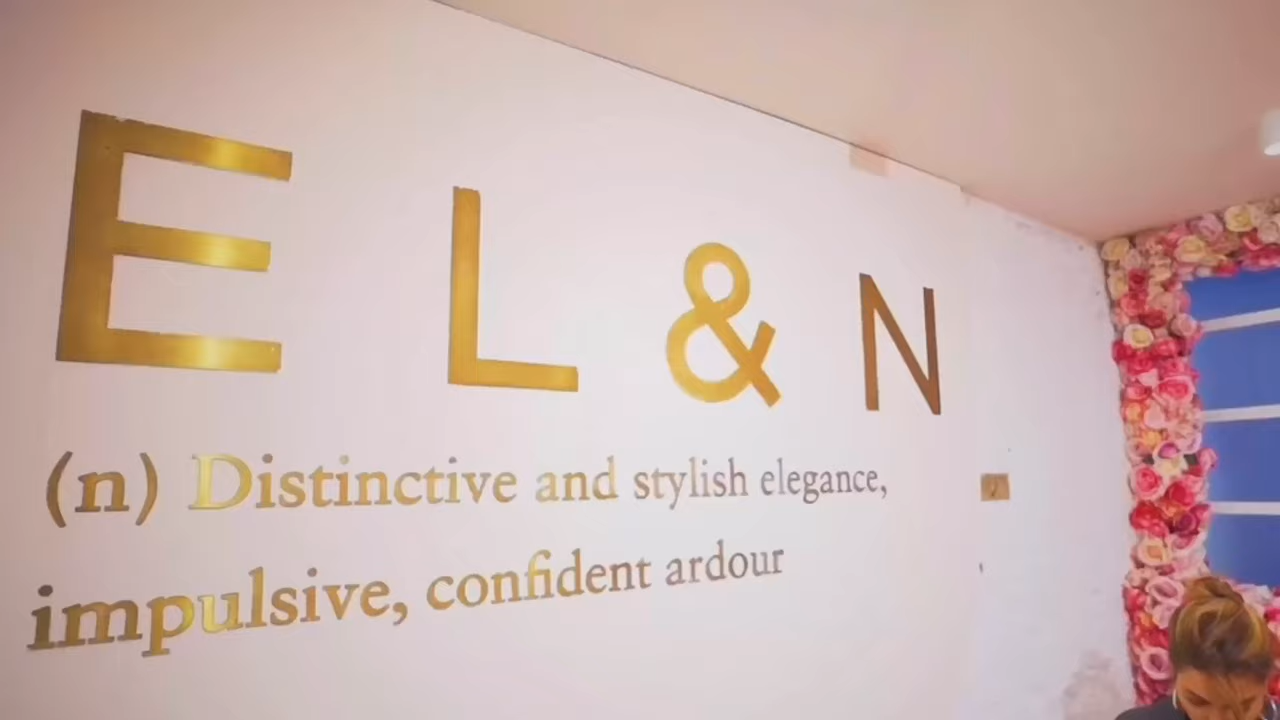 EL&N
(n) Distinctive and stylish elegance,
impulsive, confident ardour